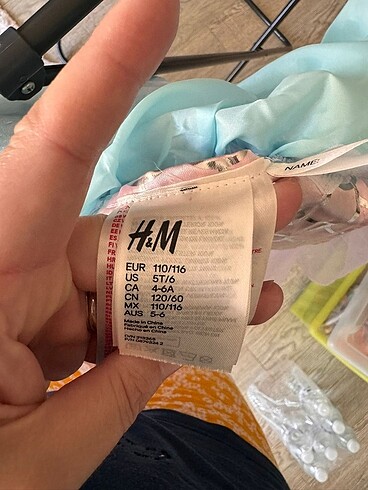 NAME:
H&M
EUR 110/116
US 5T/6
CA 4-6A
CN 120/60
MX 110/116
AUS 5-6
Made in China
Fabriqué en Chine
Hecho en China